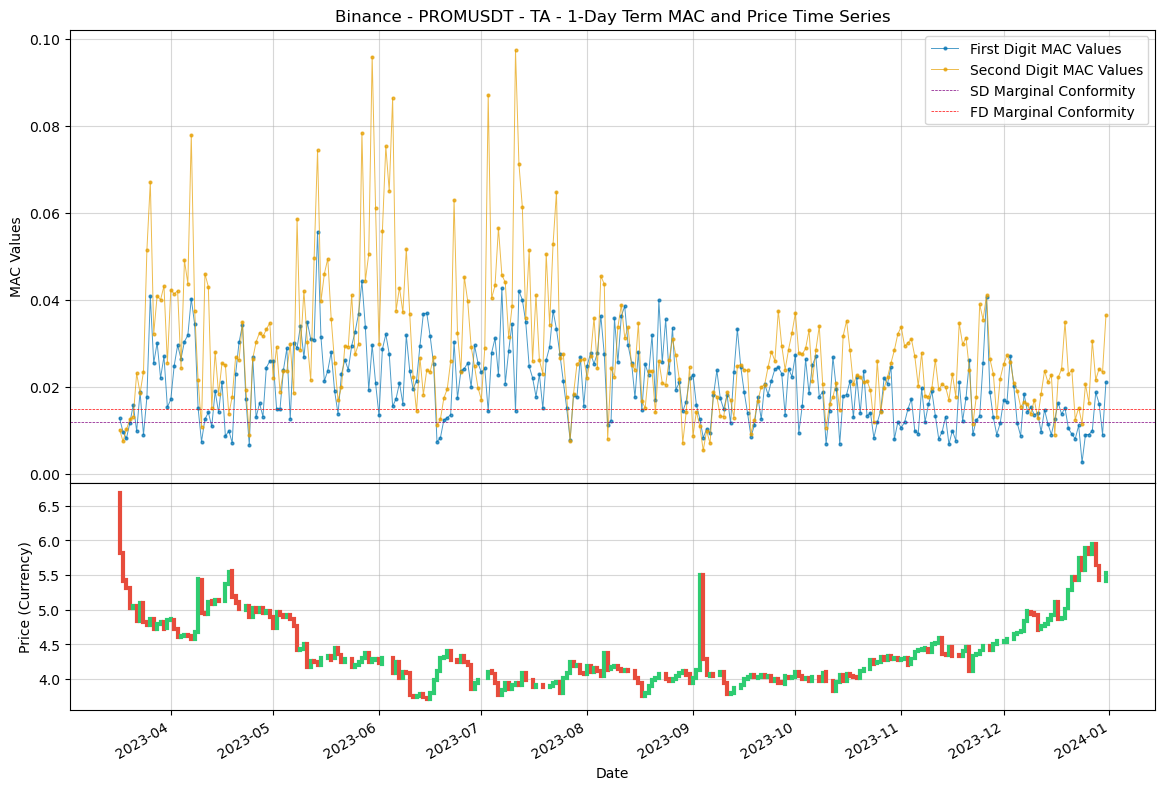 Binance - PROMUSDT - TA - 1-Day Term MAC and Price Time Series
First Digit MAC Values
Second Digit MAC Values
SD Marginal Conformity
FD Marginal Conformity
MAC Values
0.10
0.08
0.06
0.04
0.02
0.00
Price (Currency)
6.5
6.0
5.5
5.0
4.5
4.0
2023-04
2023-05
2023-06
2023-07
2023-08
2023-09
2023-10
2023-11
2023-12
2024-01
Date